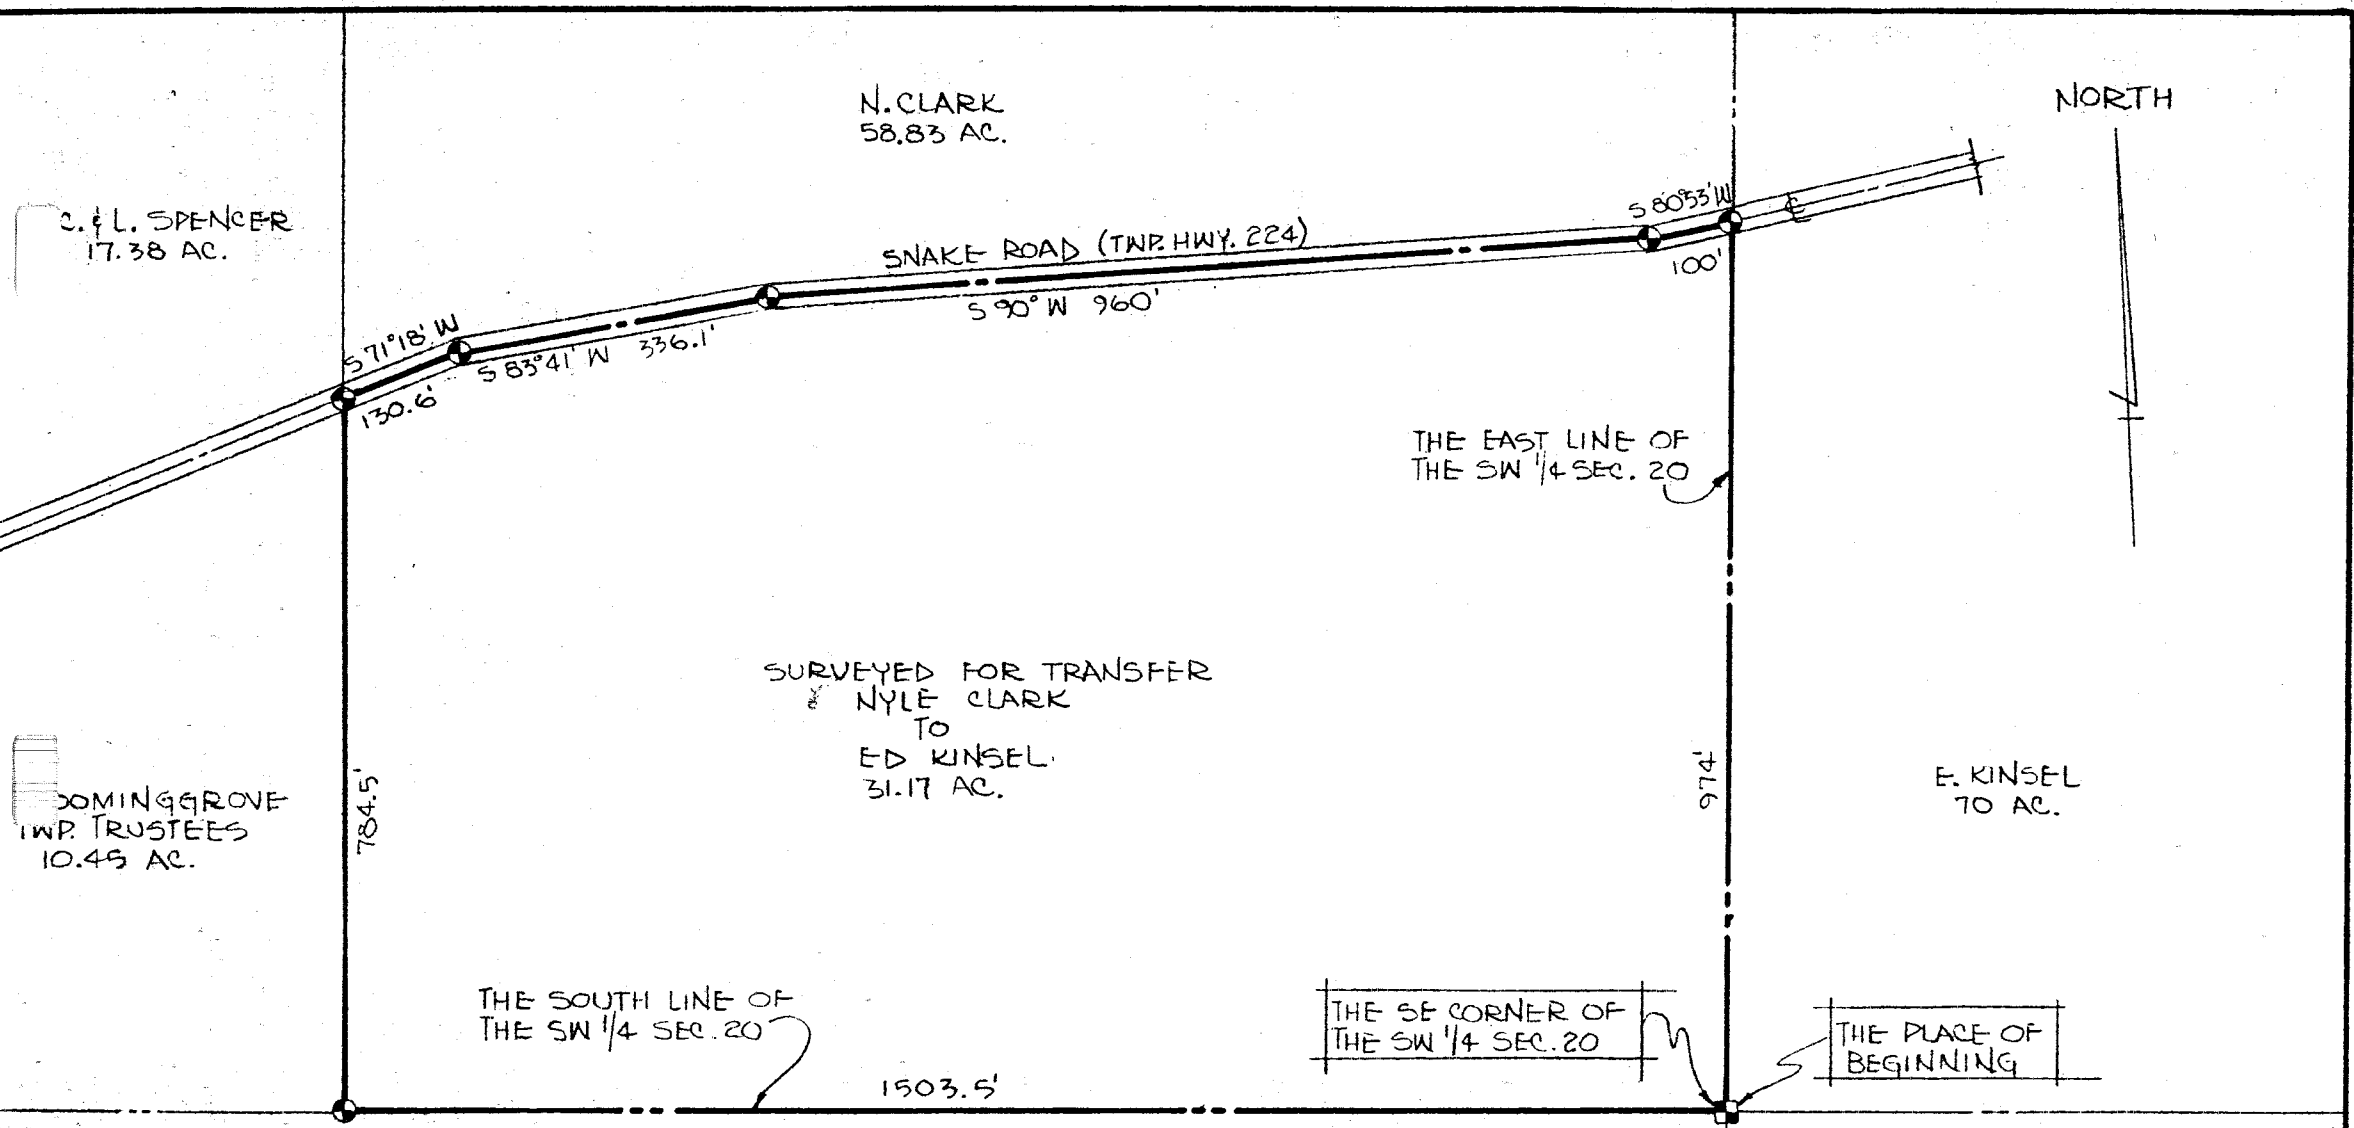 N. CLARK
58.83 AC.
NORTH
C. & L. SPENCER
17.38 AC.
S 80°53' W
100'
℄
SNAKE ROAD (TWP. HWY. 224)
S 90° W 960'
S 71°18' W
130.6'
S 83°41' W 336.1'
THE EAST LINE OF
THE SW 1/4 SEC. 20
SURVEYED FOR TRANSFER
NYLE CLARK
TO
ED KINSEL
31.17 AC.
974'
E. KINSEL
70 AC.
784.5'
OOMINGGROVE
TWP. TRUSTEES
10.45 AC.
THE SOUTH LINE OF
THE SW 1/4 SEC. 20
THE SE CORNER OF
THE SW 1/4 SEC. 20
THE PLACE OF
BEGINNING
1503.5'